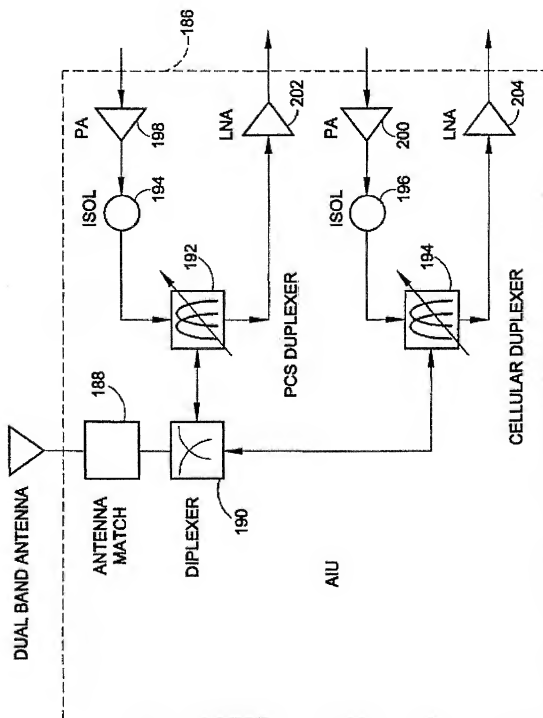 DUAL BAND ANTENNA
186
ANTENNA
MATCH
188
ISOL
194
PA
198
DIPLEXER
190
192
PCS DUPLEXER
LNA
202
AIU
ISOL
196
PA
200
194
CELLULAR DUPLEXER
LNA
204